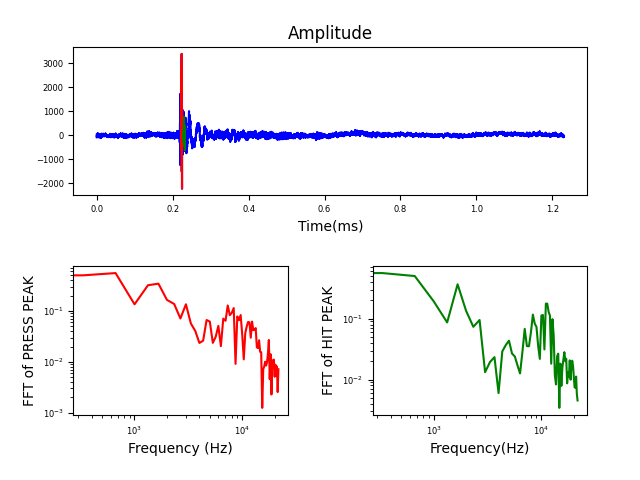 Amplitude
3000
2000
1000
0
−1000
−2000
0.0 0.2 0.4 0.6 0.8 1.0 1.2
Time(ms)
FFT of PRESS PEAK
10⁻¹
10⁻²
10⁻³
10³ 10⁴
Frequency (Hz)
FFT of HIT PEAK
10⁻¹
10⁻²
10³ 10⁴
Frequency(Hz)